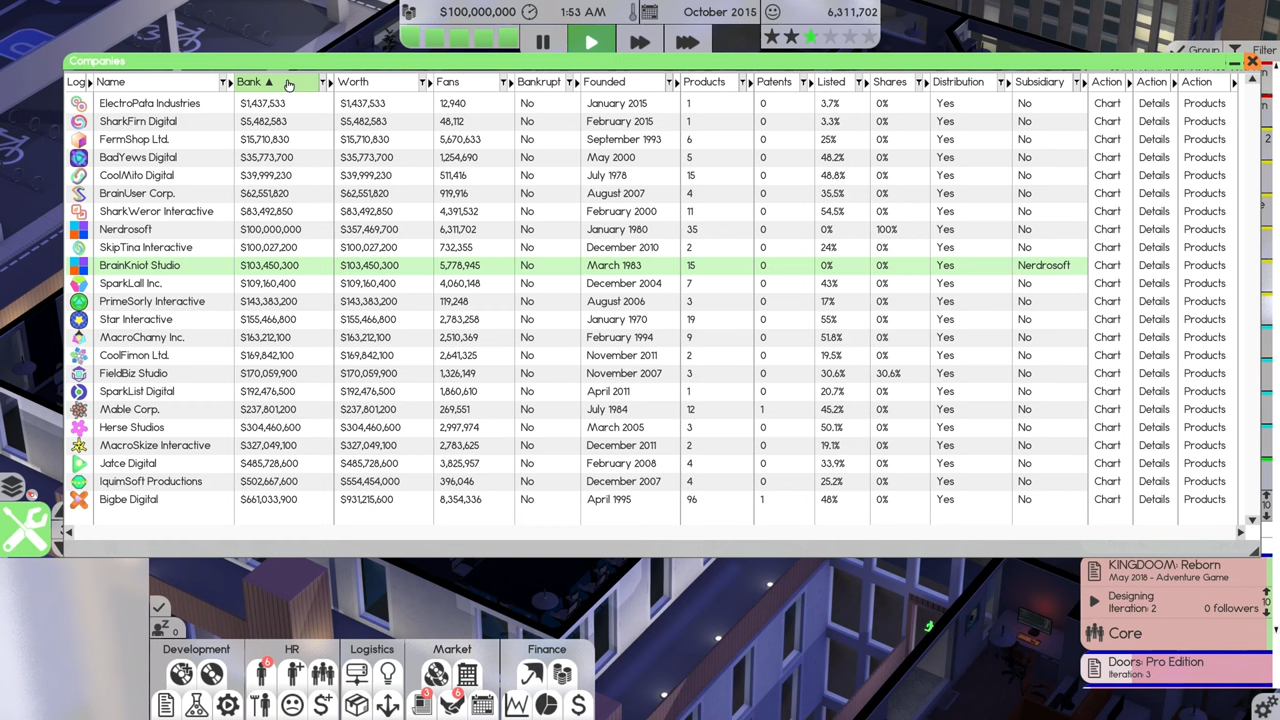 $100,000,000 1:53 AM October 2015 6,311,702
Group Filter
Companies
Log Name Bank ▲ Worth Fans Bankrupt Founded Products Patents Listed Shares Distribution Subsidiary Action Action Action
ElectroPata Industries $1,437,533 $1,437,533 12,940 No January 2015 1 0 3.7% 0% Yes No Chart Details Products
SharkFirn Digital $5,482,583 $5,482,583 48,112 No February 2015 1 0 3.3% 0% Yes No Chart Details Products
FermShop Ltd. $15,710,830 $15,710,830 5,670,633 No September 1993 6 0 25% 0% Yes No Chart Details Products
BadYews Digital $35,773,700 $35,773,700 1,254,690 No May 2000 5 0 48.2% 0% Yes No Chart Details Products
CoolMito Digital $39,999,230 $39,999,230 511,416 No July 1978 15 0 48.8% 0% Yes No Chart Details Products
BrainUser Corp. $62,551,820 $62,551,820 919,916 No August 2007 4 0 35.5% 0% Yes No Chart Details Products
SharkWeror Interactive $83,492,850 $83,492,850 4,391,532 No February 2000 11 0 54.5% 0% Yes No Chart Details Products
Nerdrosoft $100,000,000 $357,469,700 6,311,702 No January 1980 35 0 0% 100% Yes No Chart Details Products
SkipTina Interactive $100,027,200 $100,027,200 732,355 No December 2010 2 0 24% 0% Yes No Chart Details Products
BrainKniot Studio $103,450,300 $103,450,300 5,778,945 No March 1983 15 0 0% 0% Yes Nerdrosoft Chart Details Products
SparkLall Inc. $109,160,400 $109,160,400 4,060,148 No December 2004 7 0 43% 0% Yes No Chart Details Products
PrimeSorly Interactive $143,383,200 $143,383,200 119,248 No August 2006 3 0 17% 0% Yes No Chart Details Products
Star Interactive $155,466,800 $155,466,800 2,783,258 No January 1970 19 0 55% 0% Yes No Chart Details Products
MacroChamy Inc. $163,212,100 $163,212,100 2,510,369 No February 1994 9 0 51.8% 0% Yes No Chart Details Products
CoolFimon Ltd. $169,842,100 $169,842,100 2,641,325 No November 2011 2 0 19.5% 0% Yes No Chart Details Products
FieldBiz Studio $170,059,900 $170,059,900 1,326,149 No November 2007 3 0 30.6% 30.6% Yes No Chart Details Products
SparkList Digital $192,476,500 $192,476,500 1,860,610 No April 2011 4 0 20.7% 0% Yes No Chart Details Products
Mable Corp. $237,801,200 $237,801,200 269,551 No July 1984 12 1 45.2% 0% Yes No Chart Details Products
Herse Studios $304,460,600 $304,460,600 2,997,974 No March 2005 3 0 50.1% 0% Yes No Chart Details Products
MacroSkize Interactive $327,049,100 $327,049,100 2,783,625 No December 2011 2 0 19.1% 0% Yes No Chart Details Products
Jatce Digital $485,728,600 $485,728,600 3,825,957 No February 2008 4 0 33.9% 0% Yes No Chart Details Products
IquimSoft Productions $502,667,600 $554,454,000 396,046 No December 2007 4 0 25.2% 0% Yes No Chart Details Products
Bigbe Digital $661,033,900 $931,215,600 8,354,336 No April 1995 96 1 48% 0% Yes No Chart Details Products
KINGDOOM: Reborn
May 2018 - Adventure Game
Designing
Iteration: 2 0 followers
10
Core
Doors: Pro Edition
Iteration: 3
Z 0
Development HR Logistics Market Finance
6
3 6